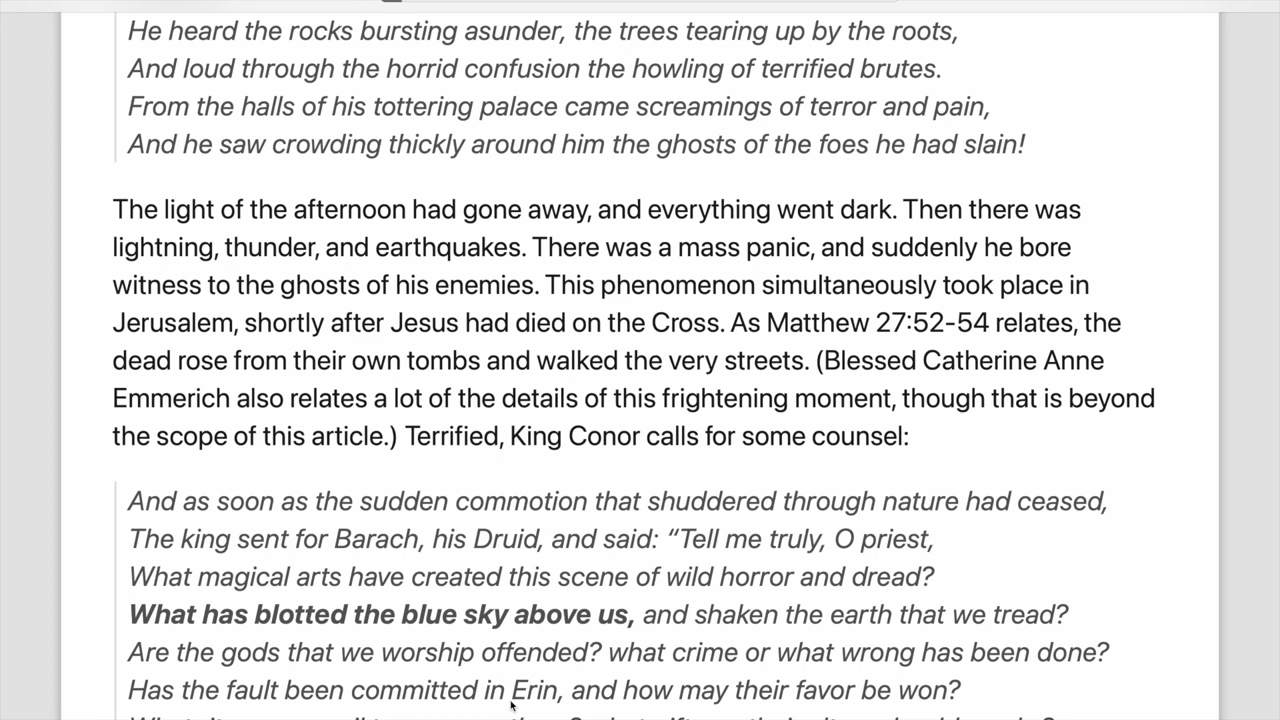 He heard the rocks bursting asunder, the trees tearing up by the roots,
And loud through the horrid confusion the howling of terrified brutes.
From the halls of his tottering palace came screamings of terror and pain,
And he saw crowding thickly around him the ghosts of the foes he had slain!
The light of the afternoon had gone away, and everything went dark. Then there was
lightning, thunder, and earthquakes. There was a mass panic, and suddenly he bore
witness to the ghosts of his enemies. This phenomenon simultaneously took place in
Jerusalem, shortly after Jesus had died on the Cross. As Matthew 27:52-54 relates, the
dead rose from their own tombs and walked the very streets. (Blessed Catherine Anne
Emmerich also relates a lot of the details of this frightening moment, though that is beyond
the scope of this article.) Terrified, King Conor calls for some counsel:
And as soon as the sudden commotion that shuddered through nature had ceased,
The king sent for Barach, his Druid, and said: “Tell me truly, O priest,
What magical arts have created this scene of wild horror and dread?
What has blotted the blue sky above us, and shaken the earth that we tread?
Are the gods that we worship offended? what crime or what wrong has been done?
Has the fault been committed in Erin, and how may their favor be won?